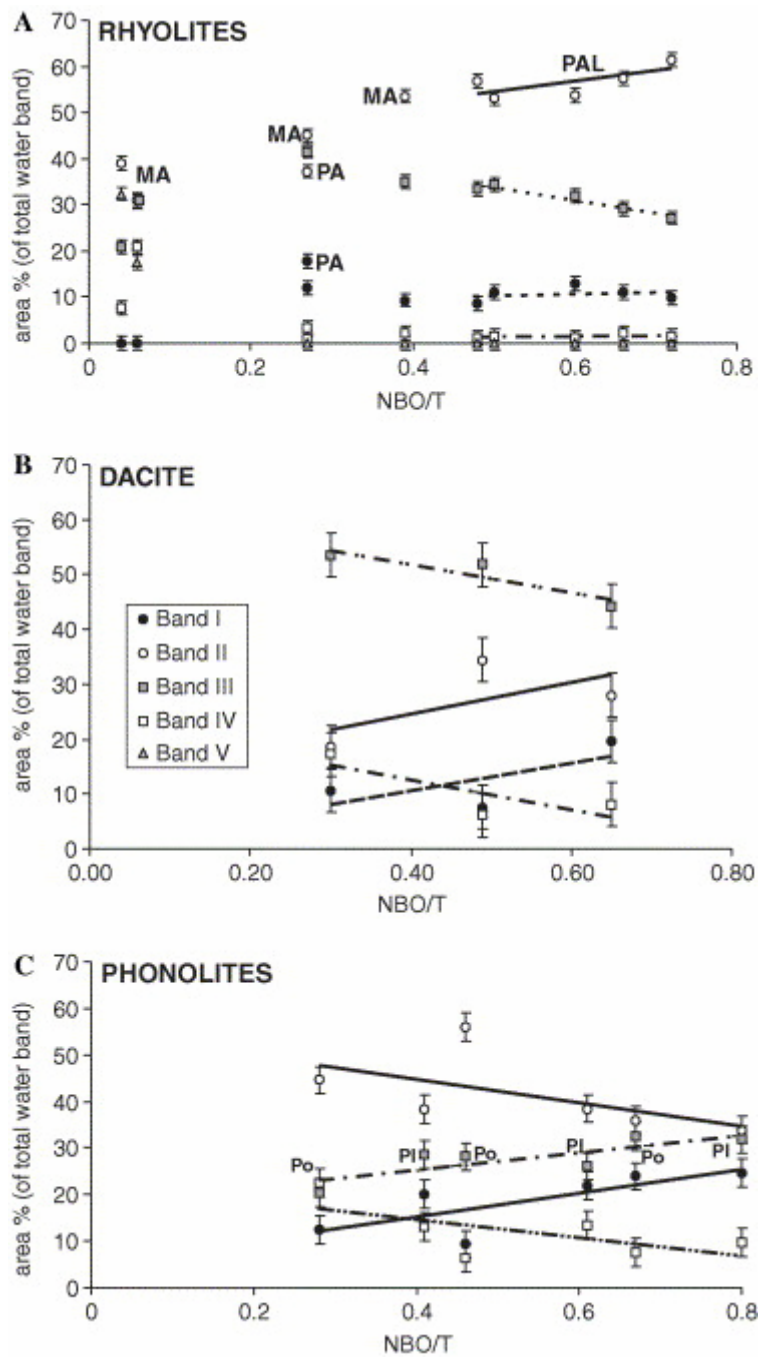 A RHYOLITES
70
60
50
40
30
20
10
0
area % (of total water band)
MA
MA
MA
PA
PA
PAL
0 0.2 0.4 0.6 0.8
NBO/T
B DACITE
70
60
50
40
30
20
10
0
area % (of total water band)
Band I
Band II
Band III
Band IV
Band V
0.00 0.20 0.40 0.60 0.80
NBO/T
C PHONOLITES
70
60
50
40
30
20
10
0
area % (of total water band)
Po Pl Po Pl Po Pl
0 0.2 0.4 0.6 0.8
NBO/T